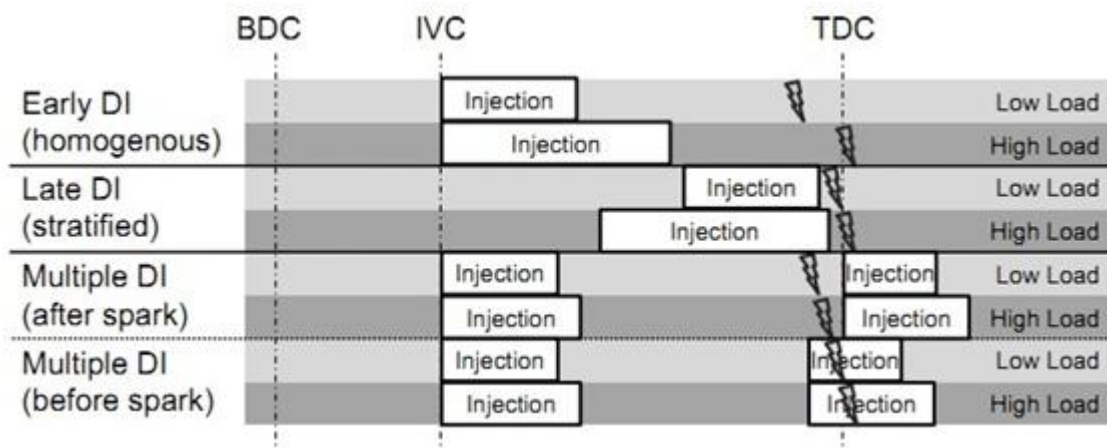 BDC IVC TDC
Early DI Injection Low Load
(homogenous) Injection High Load
Late DI Injection Low Load
(stratified) Injection High Load
Multiple DI Injection Injection Low Load
(after spark) Injection Injection High Load
Multiple DI Injection Injection Low Load
(before spark) Injection Injection High Load